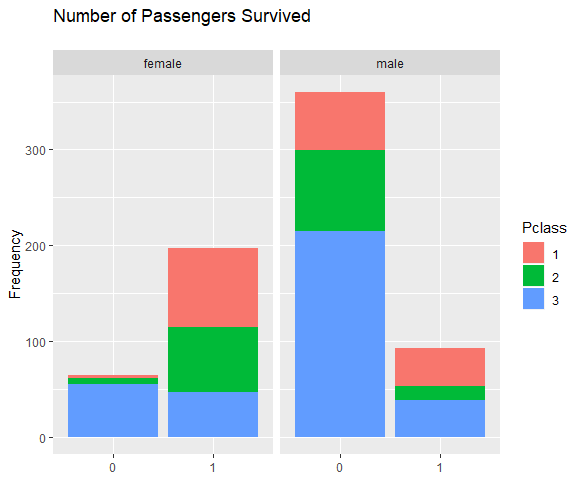 Number of Passengers Survived
female
male
Frequency
300
200
100
0
0
1
0
1
Pclass
1
2
3